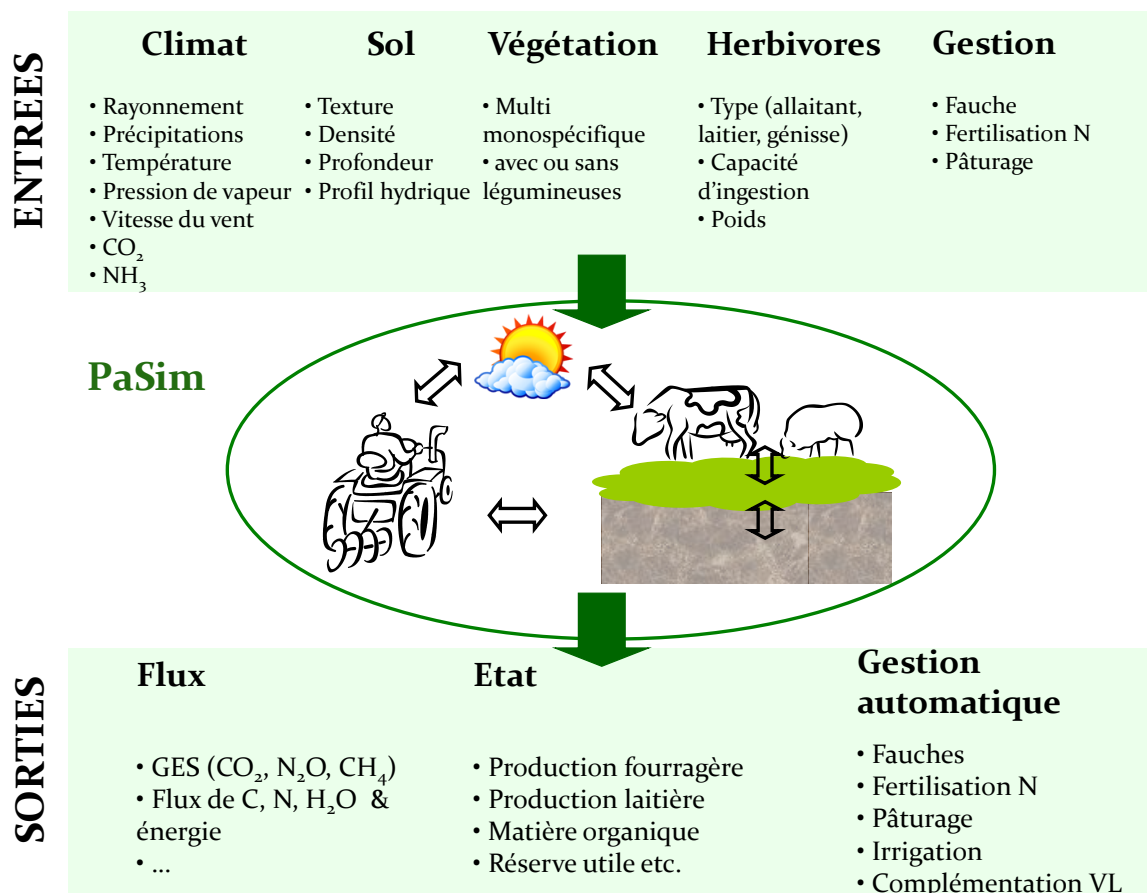 ENTREES
Climat
• Rayonnement
• Précipitations
• Température
• Pression de vapeur
• Vitesse du vent
• CO₂
• NH₃
Sol
• Texture
• Densité
• Profondeur
• Profil hydrique
Végétation
• Multi
monospécifique
• avec ou sans
légumineuses
Herbivores
• Type (allaitant,
laitier, génisse)
• Capacité
d'ingestion
• Poids
Gestion
• Fauche
• Fertilisation N
• Pâturage
PaSim
SORTIES
Flux
• GES (CO₂, N₂O, CH₄)
• Flux de C, N, H₂O &
énergie
• ...
Etat
• Production fourragère
• Production laitière
• Matière organique
• Réserve utile etc.
Gestion
automatique
• Fauches
• Fertilisation N
• Pâturage
• Irrigation
• Complémentation VL